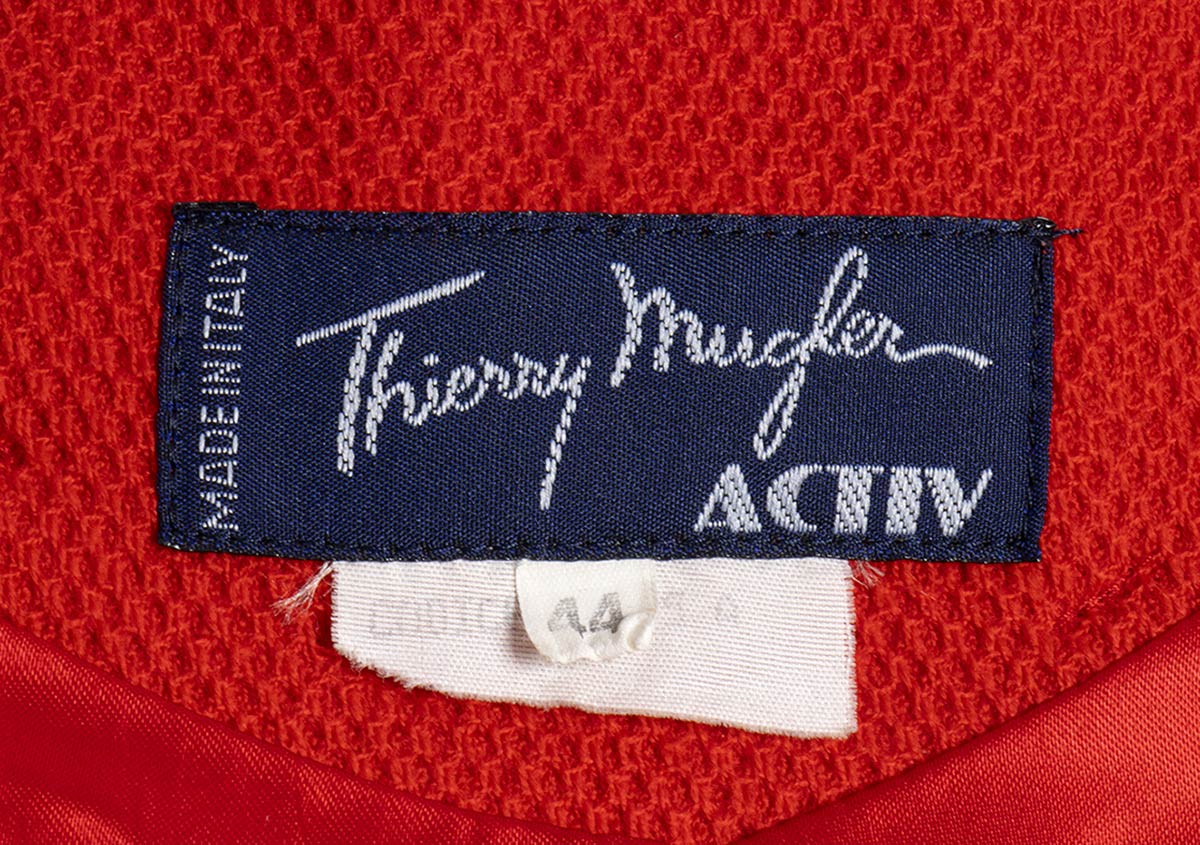 MADE IN ITALY
Thierry Mugler
ACTIV
44